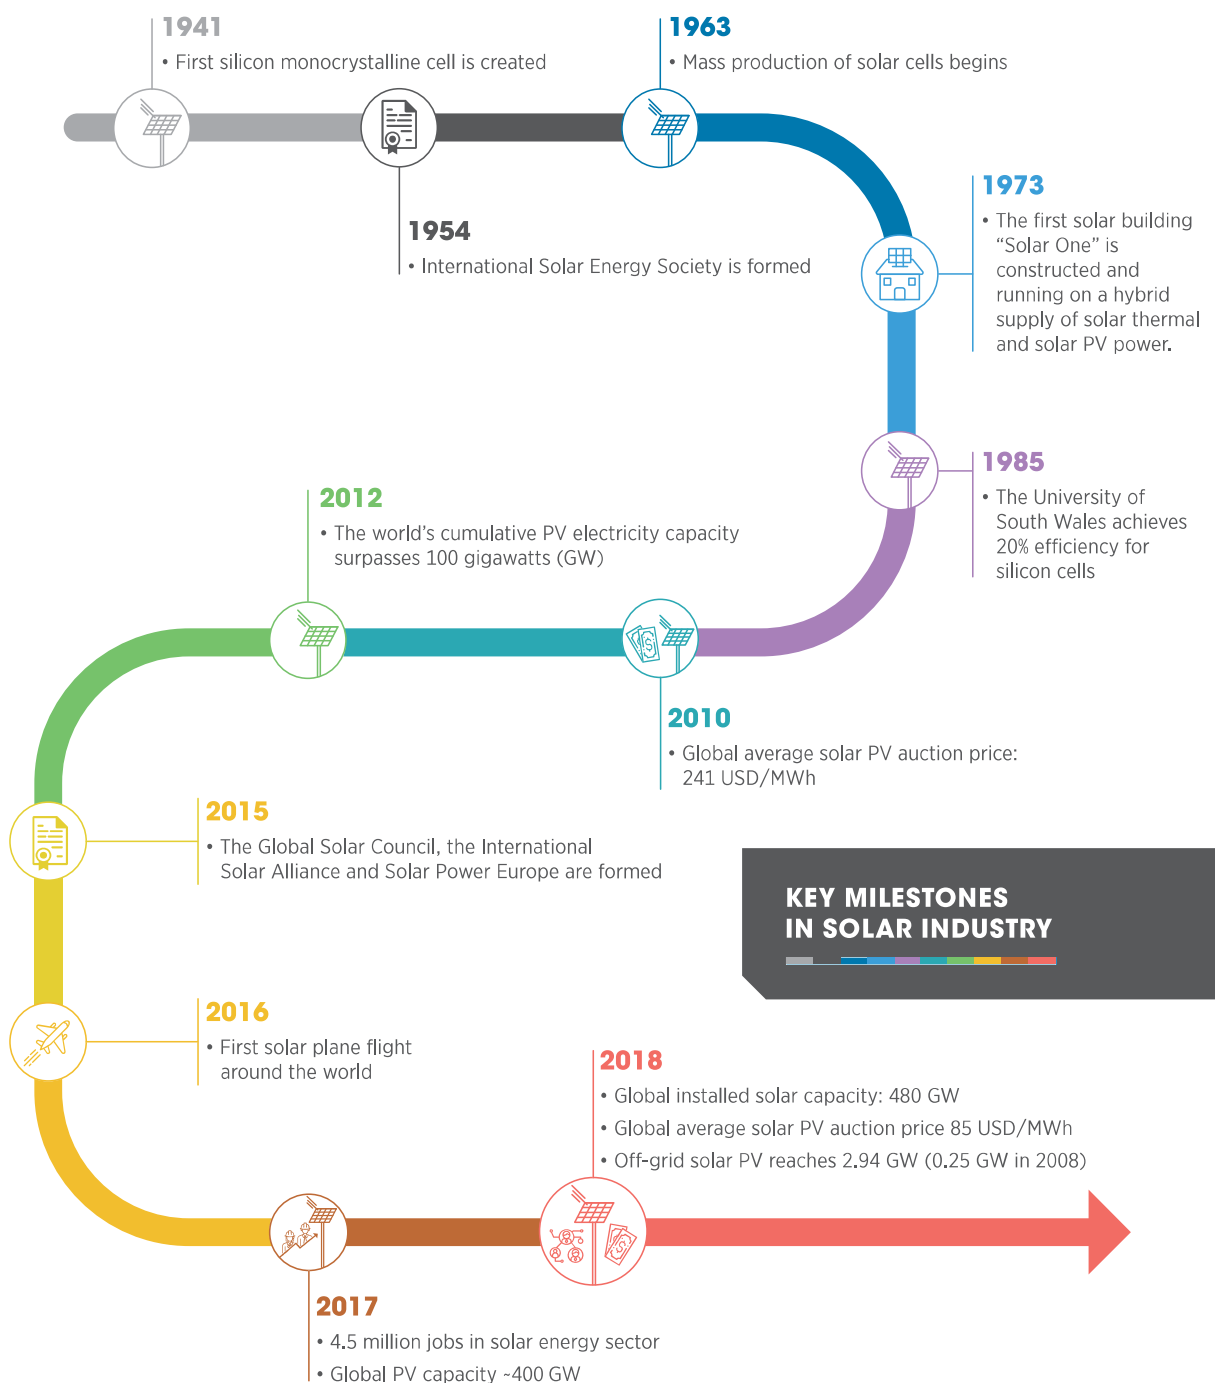 1941
• First silicon monocrystalline cell is created
1963
• Mass production of solar cells begins
1954
• International Solar Energy Society is formed
1973
• The first solar building
“Solar One” is
constructed and
running on a hybrid
supply of solar thermal
and solar PV power.
1985
• The University of
South Wales achieves
20% efficiency for
silicon cells
2010
• Global average solar PV auction price:
241 USD/MWh
2012
• The world’s cumulative PV electricity capacity
surpasses 100 gigawatts (GW)
2015
• The Global Solar Council, the International
Solar Alliance and Solar Power Europe are formed
KEY MILESTONES
IN SOLAR INDUSTRY
2016
• First solar plane flight
around the world
2017
• 4.5 million jobs in solar energy sector
• Global PV capacity ~400 GW
2018
• Global installed solar capacity: 480 GW
• Global average solar PV auction price 85 USD/MWh
• Off-grid solar PV reaches 2.94 GW (0.25 GW in 2008)